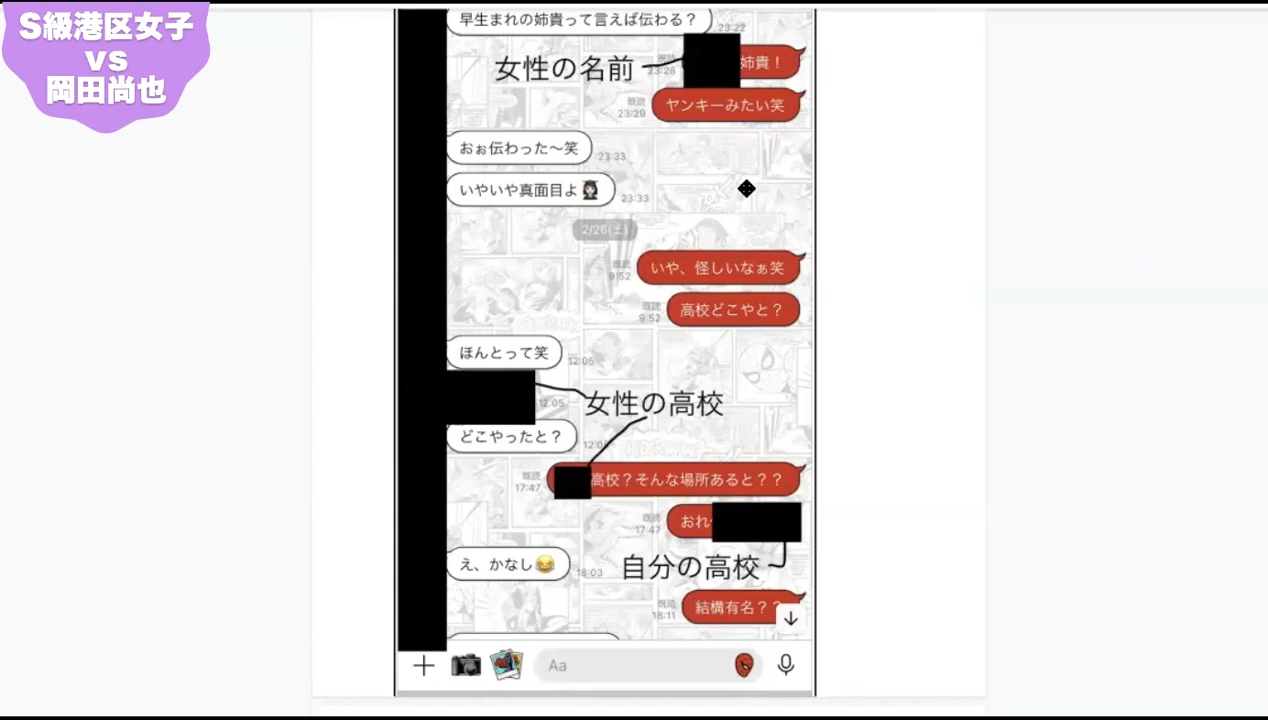 S級港区女子
vs
岡田尚也
早生まれの姉貴って言えば伝わる？
23:22
女性の名前
姉貴！
既読
23:28
ヤンキーみたい笑
既読
23:29
おぉ伝わった〜笑
23:33
いやいや真面目よ
23:33
2/26(土)
いや、怪しいなぁ笑
既読
9:52
高校どこやと？
既読
9:52
ほんとって笑
12:05
12:05
女性の高校
どこやったと？
12:05
高校？そんな場所あると？？
既読
17:47
おれ
既読
17:47
え、かなし😂
18:03
自分の高校
結構有名？？
既読
18:11
Aa